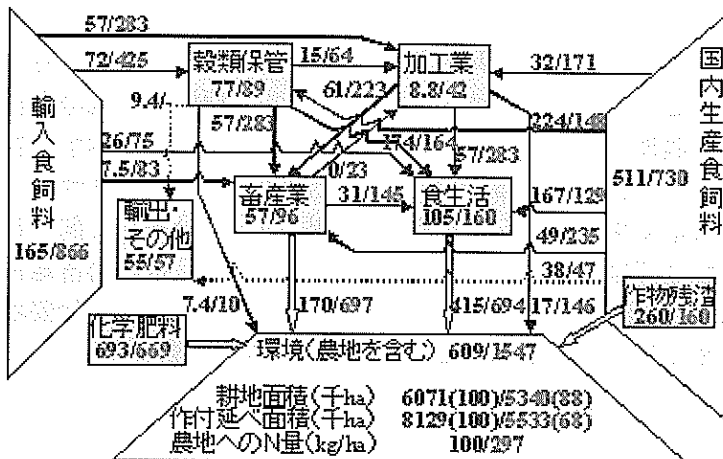 57/283
72/425
穀類保管
77/89
15/64
加工業
8.8/42
32/171
国内生産食飼料
511/730
輸入食飼料
165/866
9.4/
57/283
61/223
224/148
26/75
7.5/83
0/23
57/283
畜産業
57/96
31/145
食生活
105/160
167/129
輸出・
その他
55/57
49/235
38/47
7.4/10
170/697
415/694
17/146
作物残渣
260/160
化学肥料
693/669
環境(農地を含む) 609/1547
耕地面積(千ha) 6071(100)/5340(88)
作付延べ面積(千ha) 8129(100)/5533(68)
農地へのN量(kg/ha) 100/297